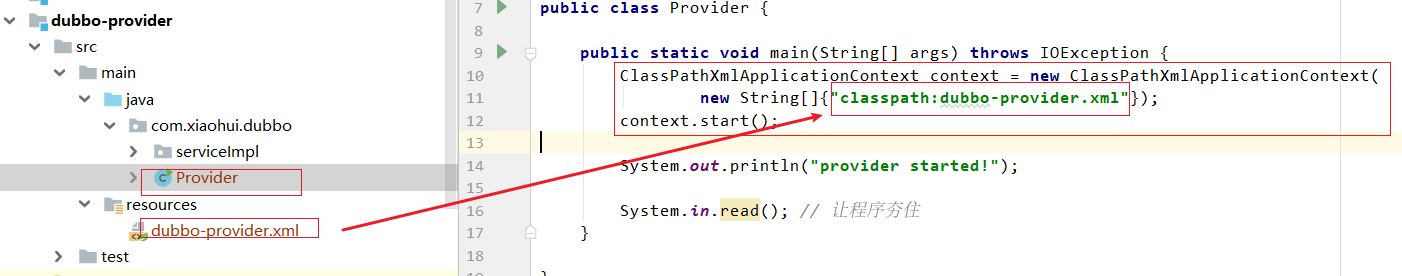 dubbo-provider
src
main
java
com.xiaohui.dubbo
serviceImpl
Provider
resources
dubbo-provider.xml
test
7 public class Provider {
8
9 public static void main(String[] args) throws IOException {
10 ClassPathXmlApplicationContext context = new ClassPathXmlApplicationContext(
11 new String[]{"classpath:dubbo-provider.xml"});
12 context.start();
13
14 System.out.println("provider started!");
15
16 System.in.read(); // 让程序夯住
17 }
18
}